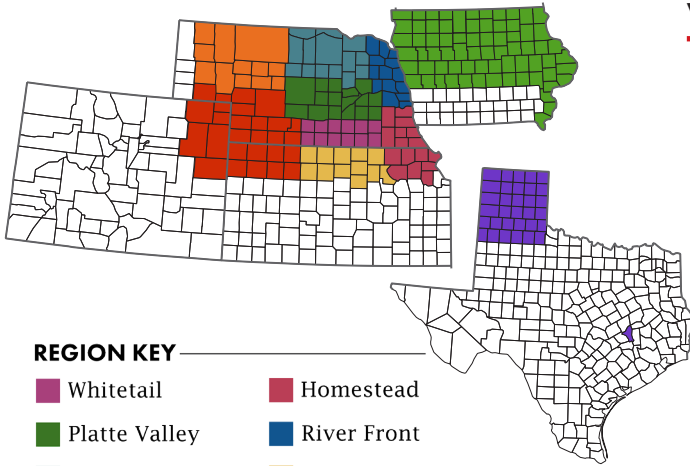 REGION KEY
Whitetail
Homestead
Platte Valley
River Front